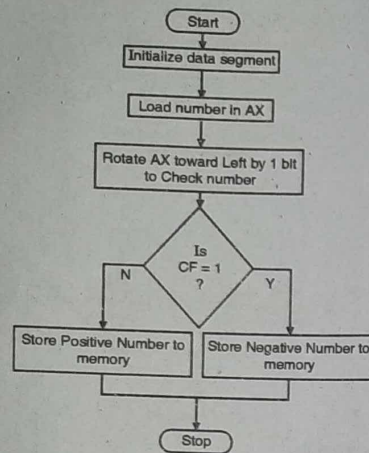 Start
Initialize data segment
Load number in AX
Rotate AX toward Left by 1 bit
to Check number
Is
CF = 1
?
N
Y
Store Positive Number to
memory
Store Negative Number to
memory
Stop